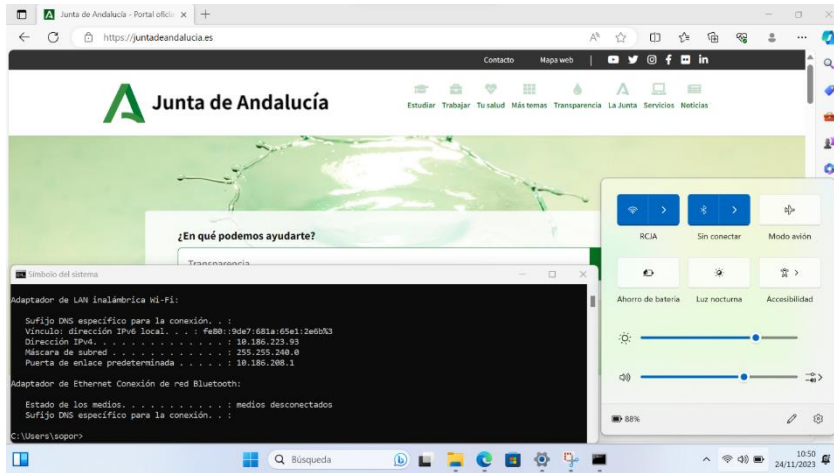 Junta de Andalucía - Portal oficia
https://juntadeandalucia.es
Contacto Mapa web |
Junta de Andalucía
Estudiar Trabajar Tu salud Más temas Transparencia La Junta Servicios Noticias
¿En qué podemos ayudarte?
Transparencia
Símbolo del sistema
Adaptador de LAN inalámbrica Wi-Fi:
Sufijo DNS específico para la conexión. . :
Vínculo: dirección IPv6 local. . . : fe80::9de7:681a:65e1:2e6b%3
Dirección IPv4. . . . . . . . . . . . . . : 10.186.223.93
Máscara de subred . . . . . . . . . . . . : 255.255.240.0
Puerta de enlace predeterminada . . . . . : 10.186.208.1
Adaptador de Ethernet Conexión de red Bluetooth:
Estado de los medios. . . . . . . . . . . : medios desconectados
Sufijo DNS específico para la conexión. . :
C:\Users\sopor>
RCJA Sin conectar Modo avión
Ahorro de batería Luz nocturna Accesibilidad
88%
Búsqueda
10:50
24/11/2023